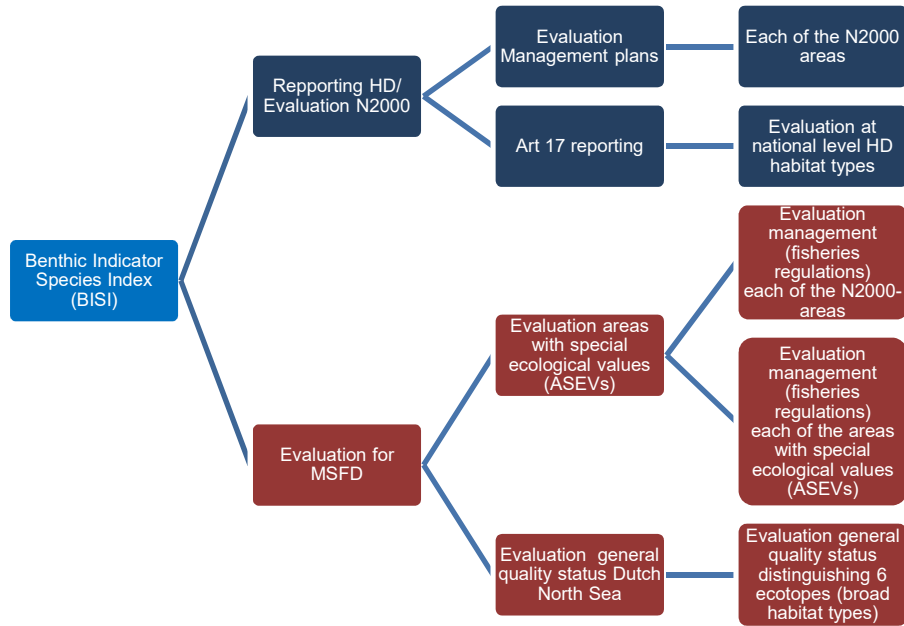 Benthic Indicator
Species Index
(BISI)
Repporting HD/
Evaluation N2000
Evaluation
Management plans
Each of the N2000
areas
Art 17 reporting
Evaluation at
national level HD
habitat types
Evaluation for
MSFD
Evaluation areas
with special
ecological values
(ASEVs)
Evaluation
management
(fisheries
regulations)
each of the N2000-
areas
Evaluation
management
(fisheries
regulations)
each of the areas
with special
ecological values
(ASEVs)
Evaluation general
quality status Dutch
North Sea
Evaluation general
quality status
distinguishing 6
ecotopes (broad
habitat types)